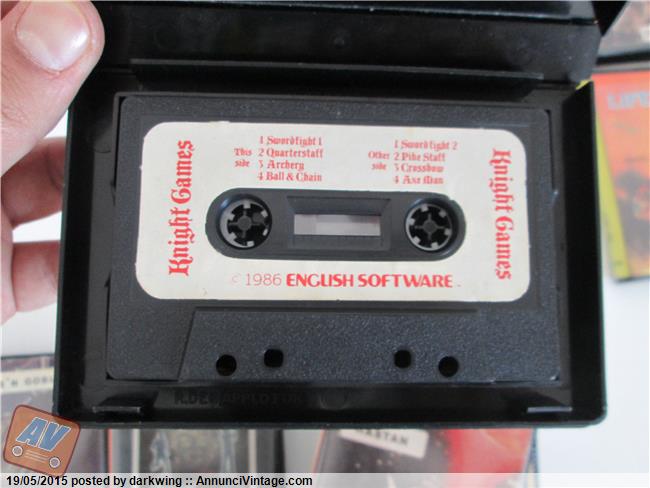 Knight Games
This side
1 Swordfight 1
2 Quarterstaff
3 Archery
4 Ball & Chain
Other side
1 Swordfight 2
2 Pike Staff
3 Crossbow
4 Axe Man
Knight Games
© 1986 ENGLISH SOFTWARE
AV
19/05/2015 posted by darkwing :: AnnunciVintage.com